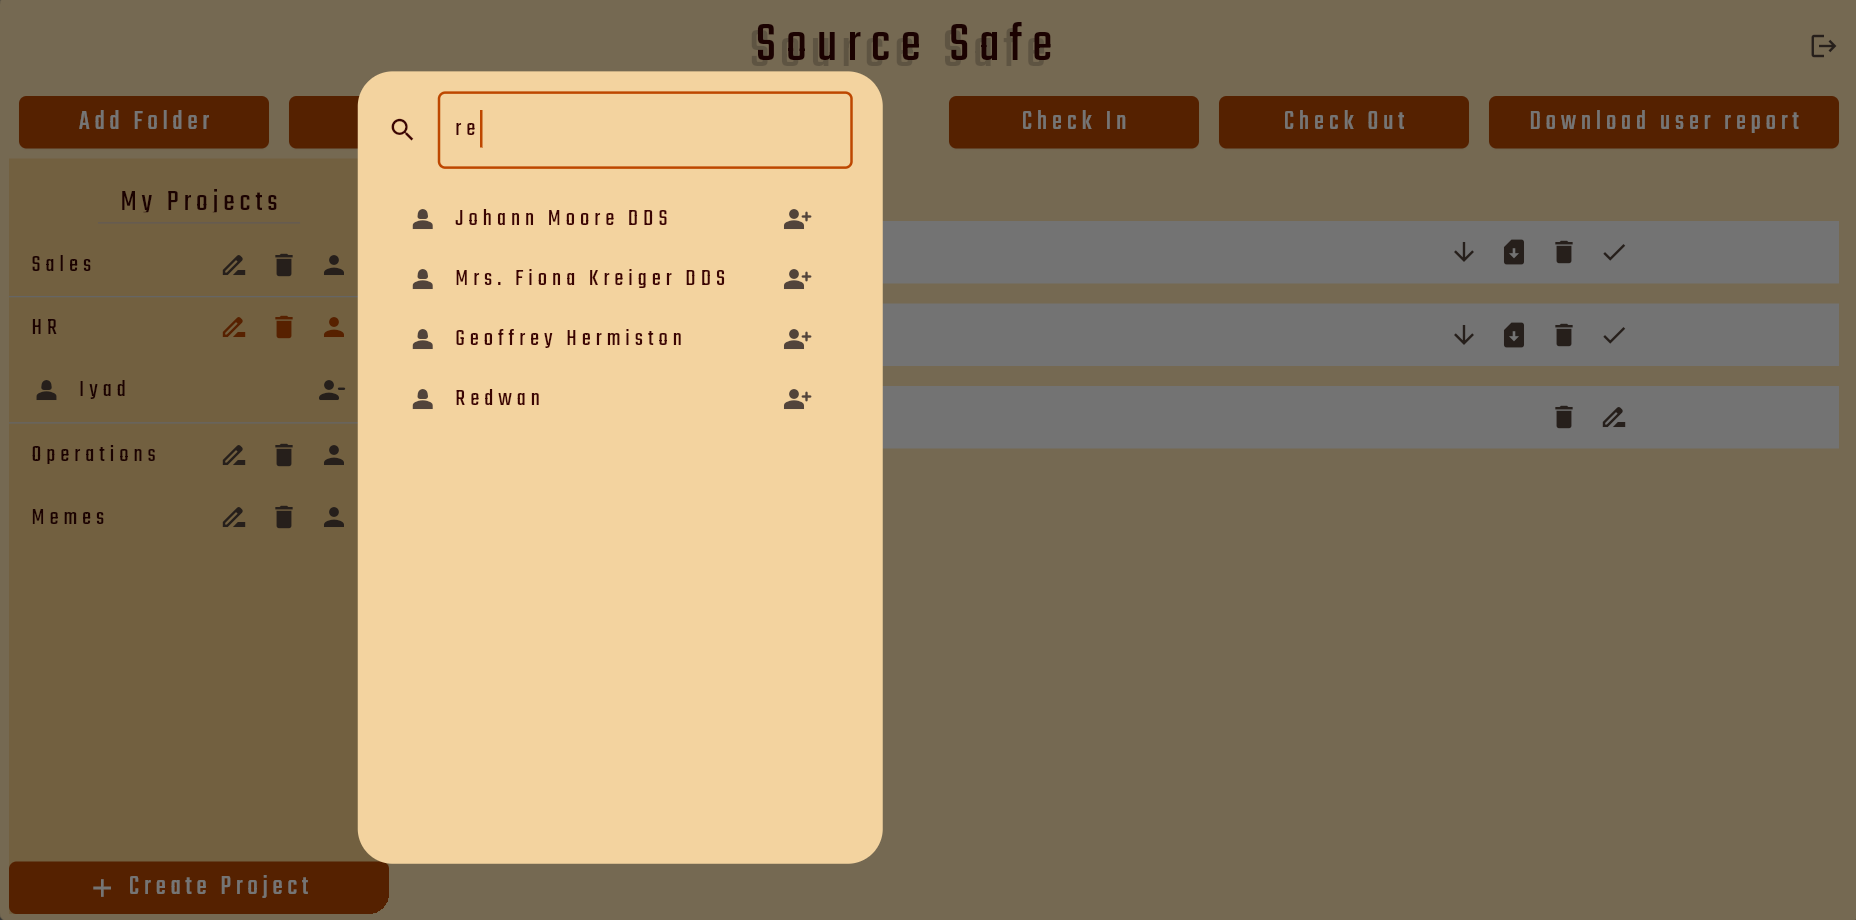 Source Safe
Add Folder
Check In
Check Out
Download user report
re
My Projects
Sales
HR
Iyad
Operations
Memes
Johann Moore DDS
Mrs. Fiona Kreiger DDS
Geoffrey Hermiston
Redwan
+ Create Project